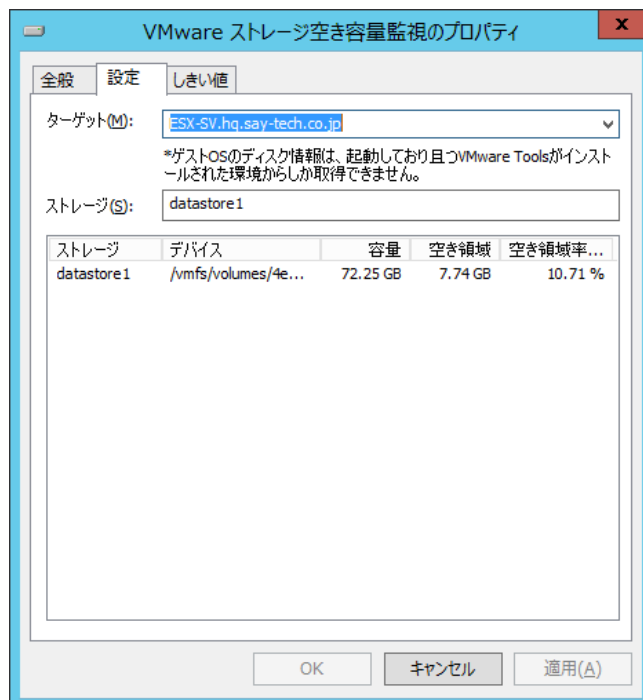 VMware ストレージ空き容量監視のプロパティ
x
全般 設定 しきい値
ターゲット(M): ESX-SV.hq.say-tech.co.jp
*ゲストOSのディスク情報は、起動しており且つVMware Toolsがインスト
ールされた環境からしか取得できません。
ストレージ(S): datastore1
ストレージ デバイス 容量 空き領域 空き領域率...
datastore1 /vmfs/volumes/4e... 72.25 GB 7.74 GB 10.71 %
OK キャンセル 適用(A)